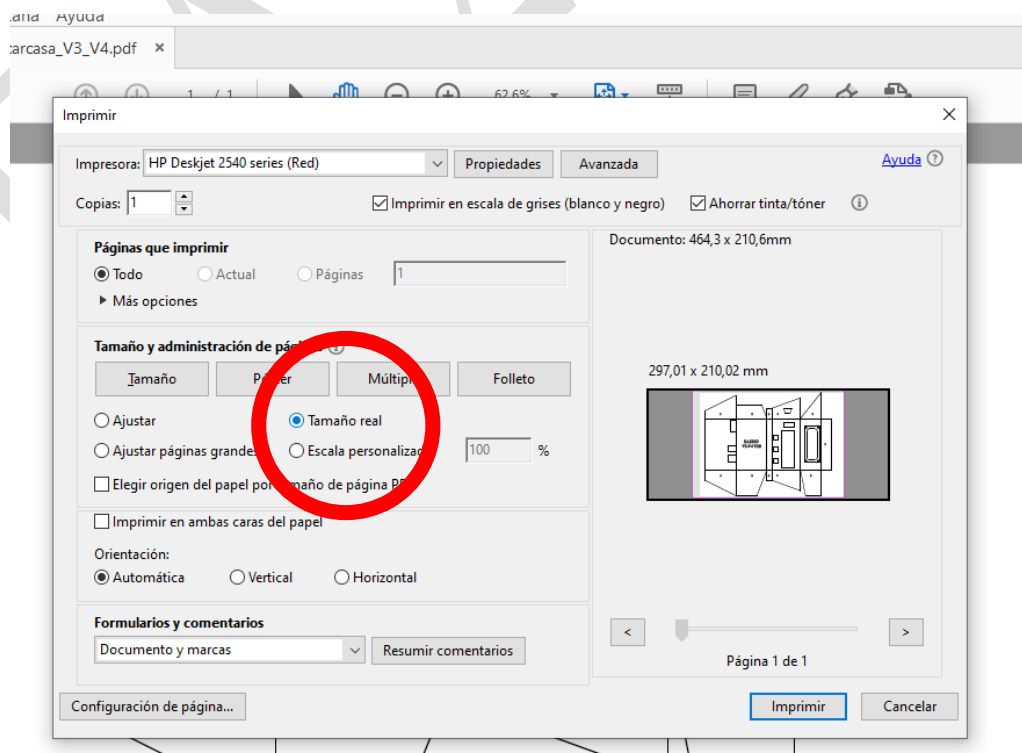 Ayuda
carcasa_V3_V4.pdf ×
1 / 1 62,6%
Imprimir
Impresora: HP Deskjet 2540 series (Red) Propiedades Avanzada Ayuda
Copias: 1 Imprimir en escala de grises (blanco y negro) Ahorrar tinta/tóner
Páginas que imprimir
Todo Actual Páginas 1
Más opciones
Documento: 464,3 x 210,6mm
Tamaño y administración de
Tamaño Múltip Folleto
Ajustar Tamaño real
Ajustar páginas grande Escala personaliza 100 %
Elegir origen del papel por tamaño de página
Imprimir en ambas caras del papel
Orientación:
Automática Vertical Horizontal
Formularios y comentarios
Documento y marcas Resumir comentarios
297,01 x 210,02 mm
< >
Página 1 de 1
Configuración de página... Imprimir Cancelar